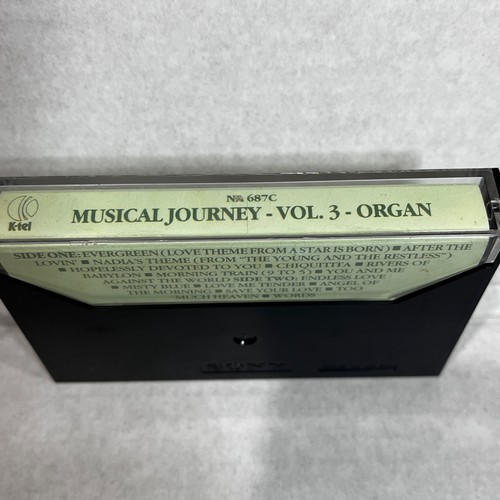 K-tel
NA 687C
MUSICAL JOURNEY - VOL. 3 - ORGAN
SIDE ONE: EVERGREEN (LOVE THEME FROM A STAR IS BORN) ■ AFTER THE
LOVIN' ■ NADIA'S THEME (FROM "THE YOUNG AND THE RESTLESS")
■ HOPELESSLY DEVOTED TO YOU ■ CHIQUITITA ■ RIVERS OF
BABYLON ■ MORNING TRAIN (9 TO 5) ■ YOU AND ME
AGAINST THE WORLD SIDE TWO: ENDLESS LOVE
■ MISTY BLUE ■ LOVE ME TENDER ■ ANGEL OF
THE MORNING ■ SAVE YOUR LOVE ■ TOO
MUCH HEAVEN ■ WORDS
SONY